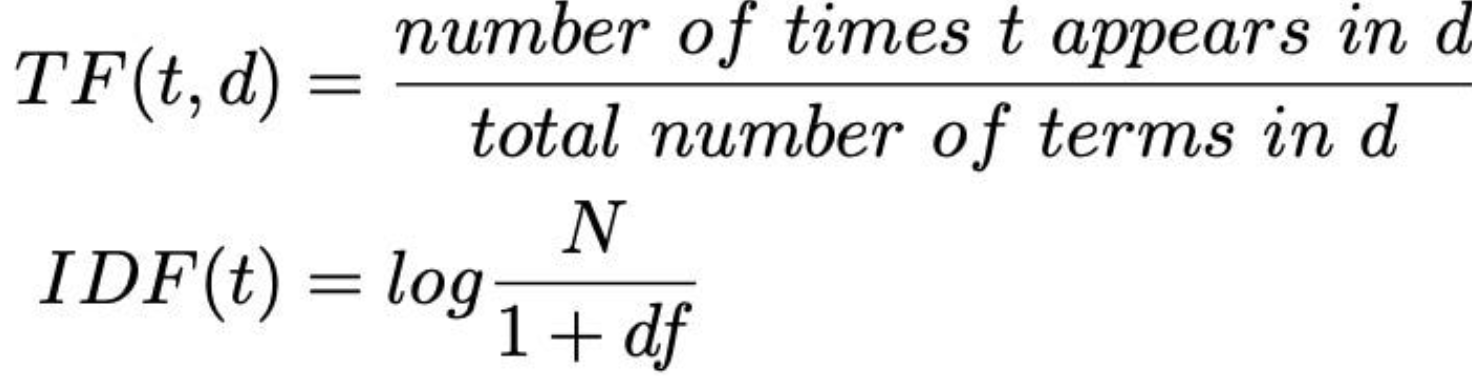 TF(t, d) = number of times t appears in d / total number of terms in d
IDF(t) = log N / 1 + df